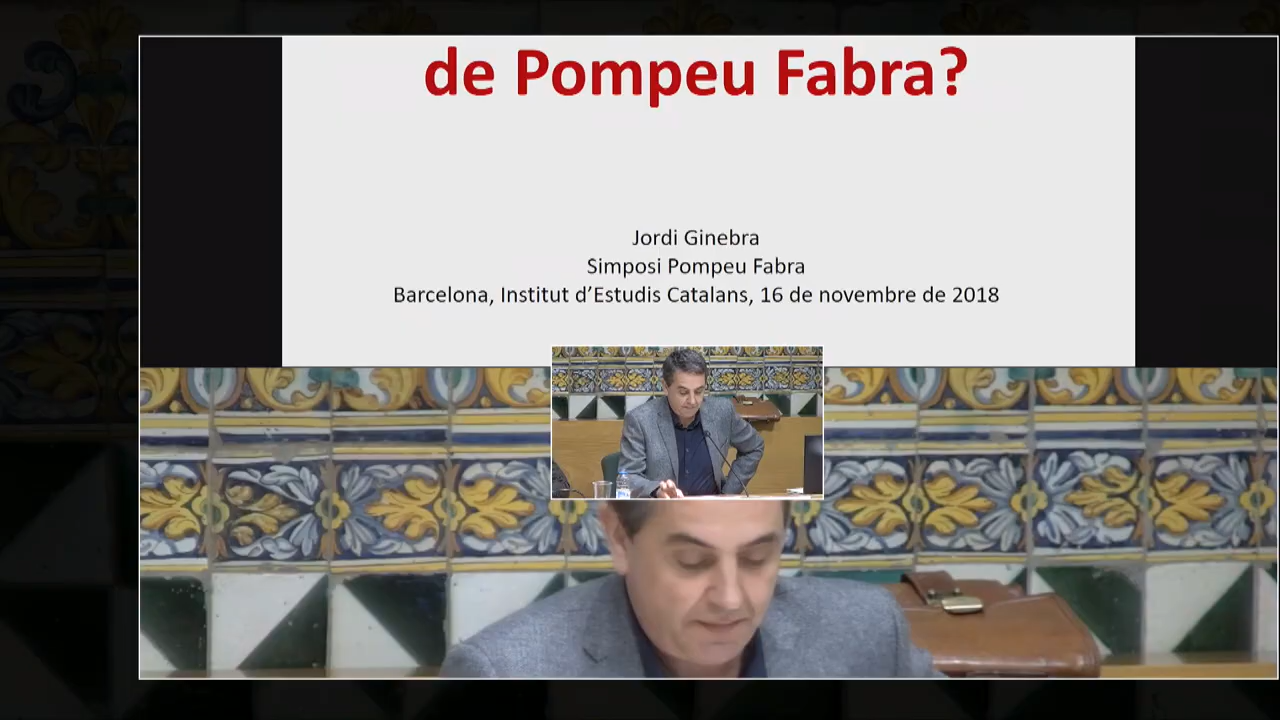 de Pompeu Fabra?
Jordi Ginebra
Simposi Pompeu Fabra
Barcelona, Institut d’Estudis Catalans, 16 de novembre de 2018